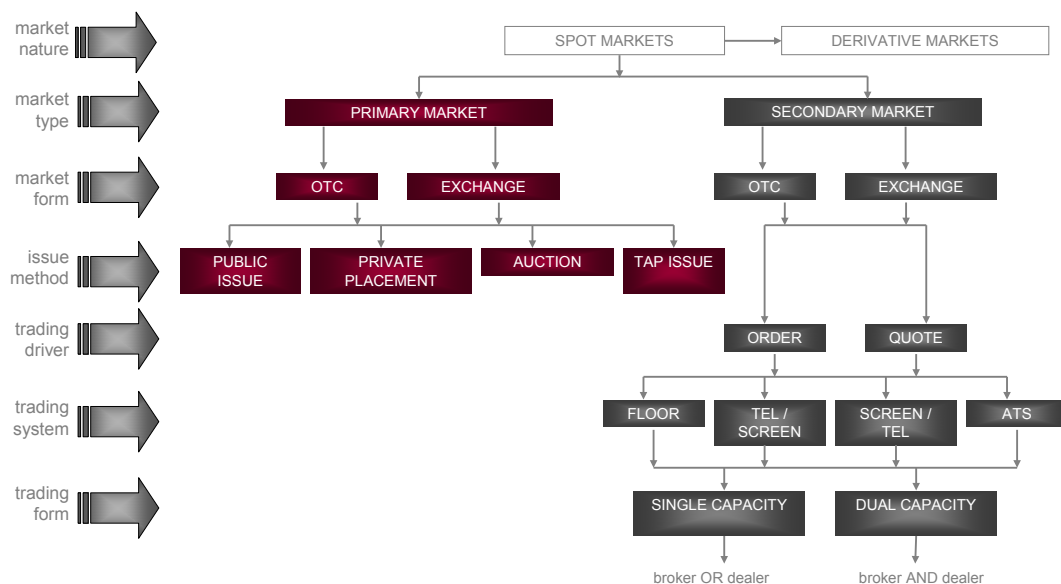 market
nature
SPOT MARKETS
DERIVATIVE MARKETS
market
type
PRIMARY MARKET
SECONDARY MARKET
market
form
OTC
EXCHANGE
OTC
EXCHANGE
issue
method
PUBLIC
ISSUE
PRIVATE
PLACEMENT
AUCTION
TAP ISSUE
trading
driver
ORDER
QUOTE
trading
system
FLOOR
TEL /
SCREEN
SCREEN /
TEL
ATS
trading
form
SINGLE CAPACITY
DUAL CAPACITY
broker OR dealer
broker AND dealer